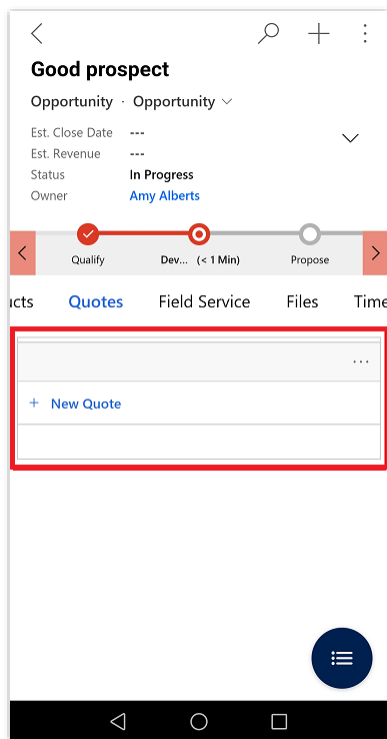 Good prospect
Opportunity · Opportunity
Est. Close Date ---
Est. Revenue ---
Status In Progress
Owner Amy Alberts
Qualify Dev... (< 1 Min) Propose
ucts Quotes Field Service Files Time
...
+ New Quote